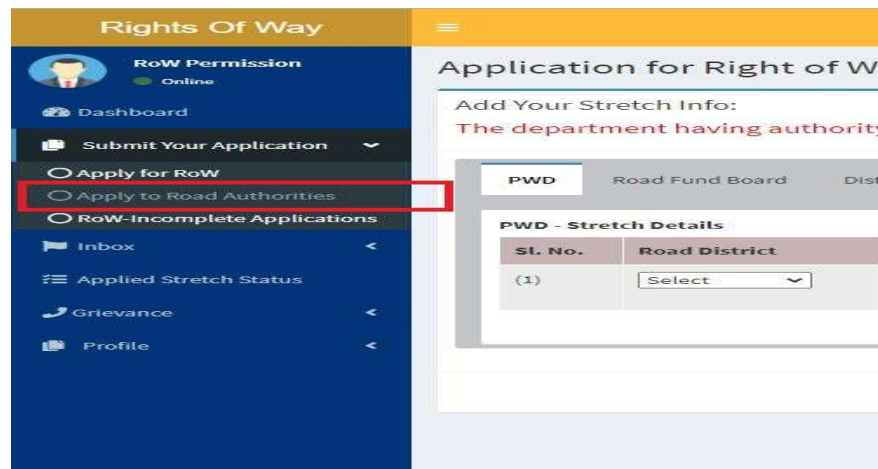 Rights Of Way
RoW Permission
Online
Dashboard
Submit Your Application
Apply for RoW
Apply to Road Authorities
RoW-Incomplete Applications
Inbox
Applied Stretch Status
Grievance
Profile
Application for Right of W
Add Your Stretch Info:
The department having authority
PWD Road Fund Board Dist
PWD - Stretch Details
Sl. No. Road District
(1) Select